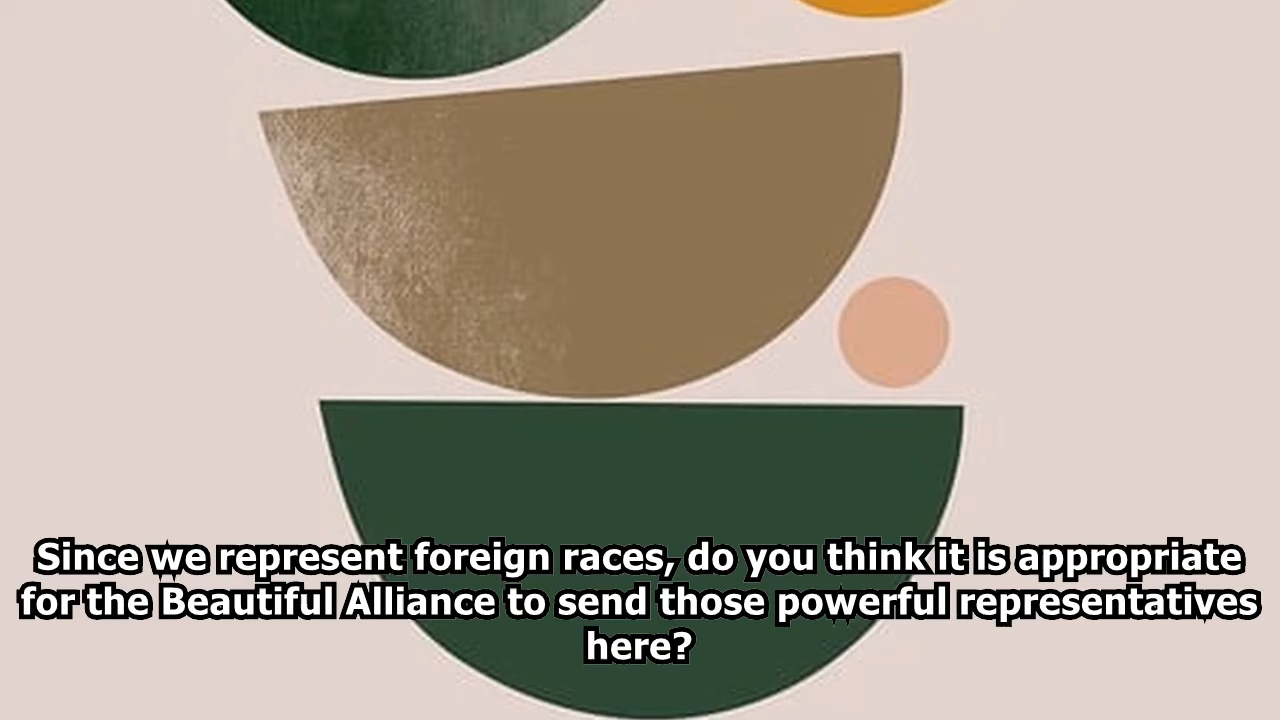 Since we represent foreign races, do you think it is appropriate
for the Beautiful Alliance to send those powerful representatives
here?